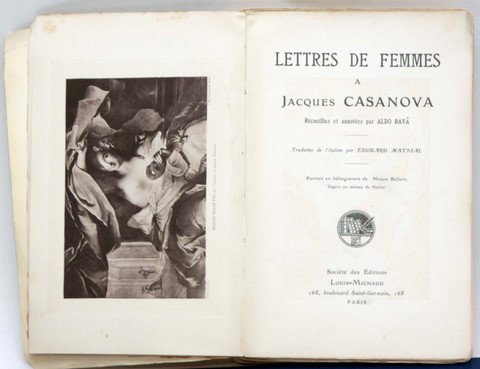 LETTRES DE FEMMES
A
JACQUES CASANOVA
Recueillies et annotées par ALDO RAVÀ
Traduites de l'italien par EDOUARD MAYNIAL
Portrait en héliogravure de Manon Balletti,
d'après un tableau de Nattier
Société des Éditions
LOUIS-MICHAUD
168, boulevard Saint-Germain, 168
PARIS
MANON BALLETTI